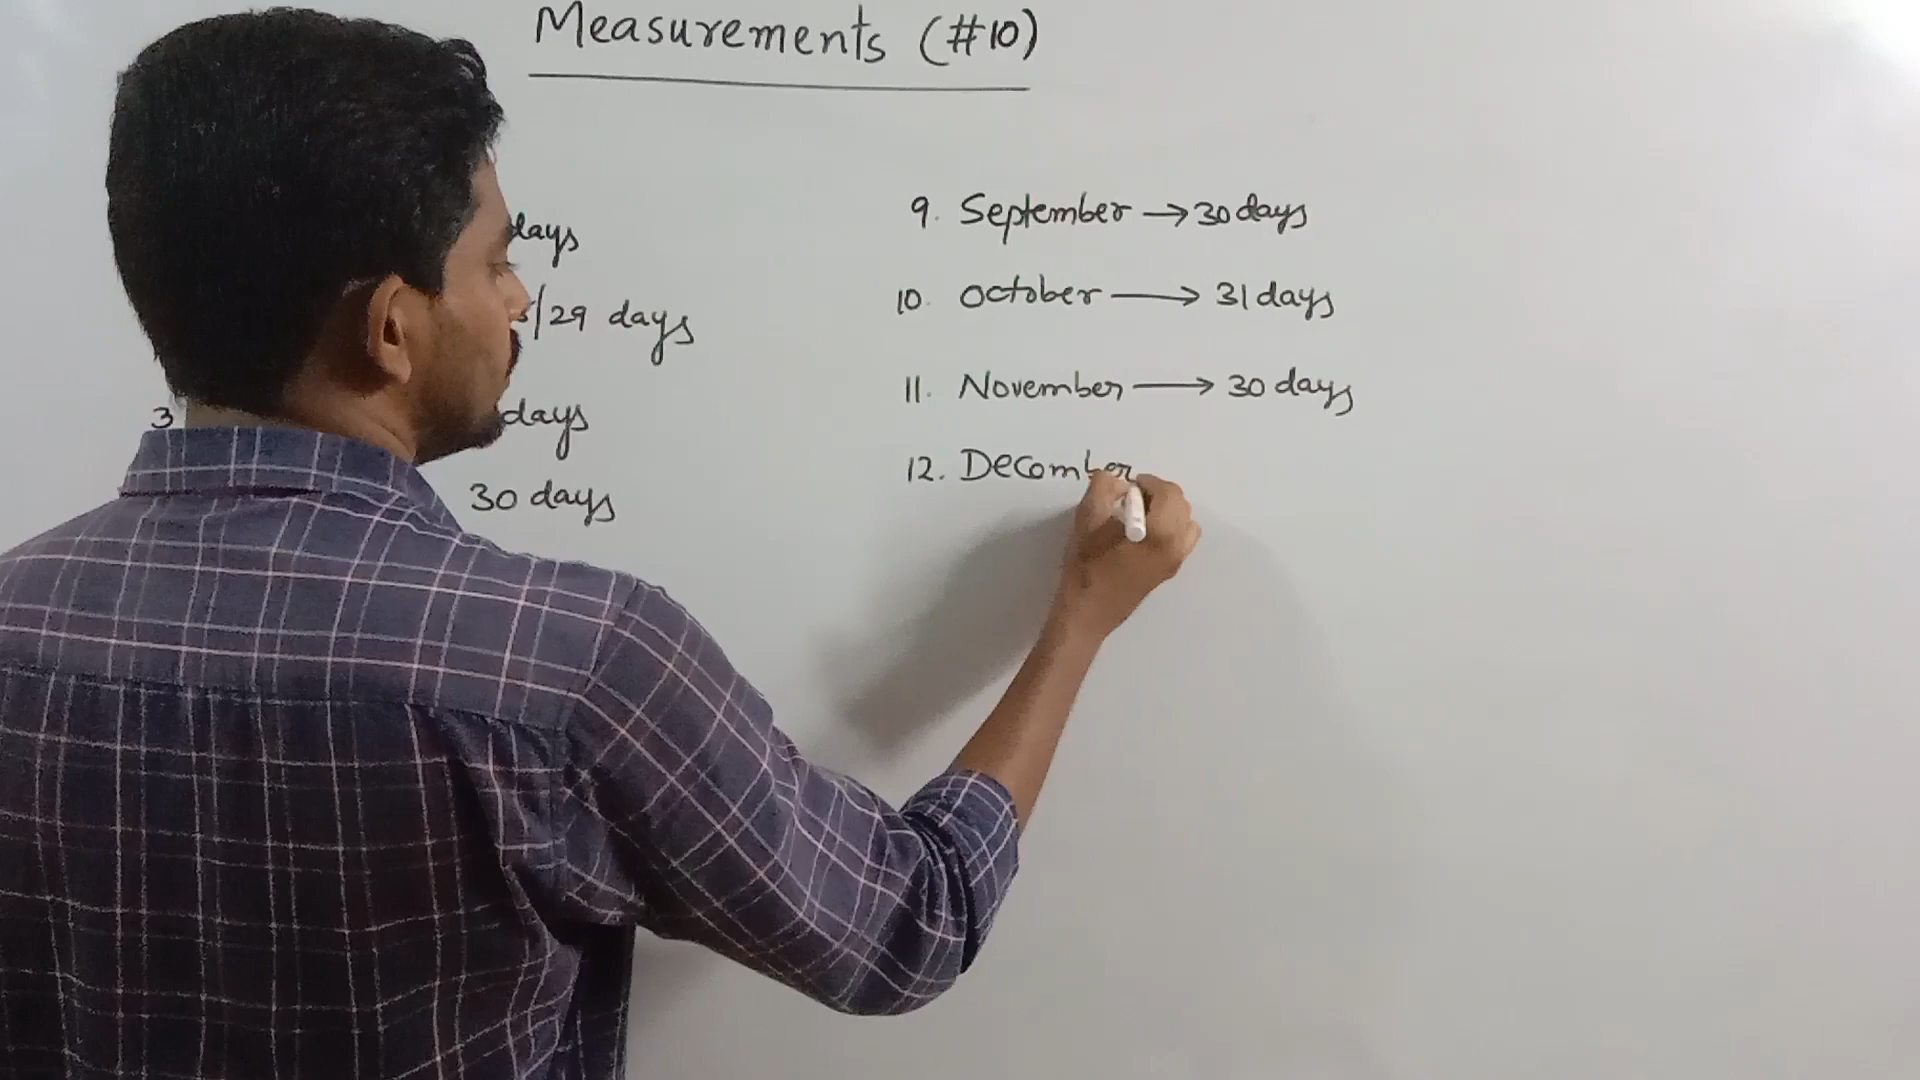 Measurements (#10)
days
/29 days
3 days
30 days
9. September → 30 days
10. October → 31 days
11. November → 30 days
12. Decomber